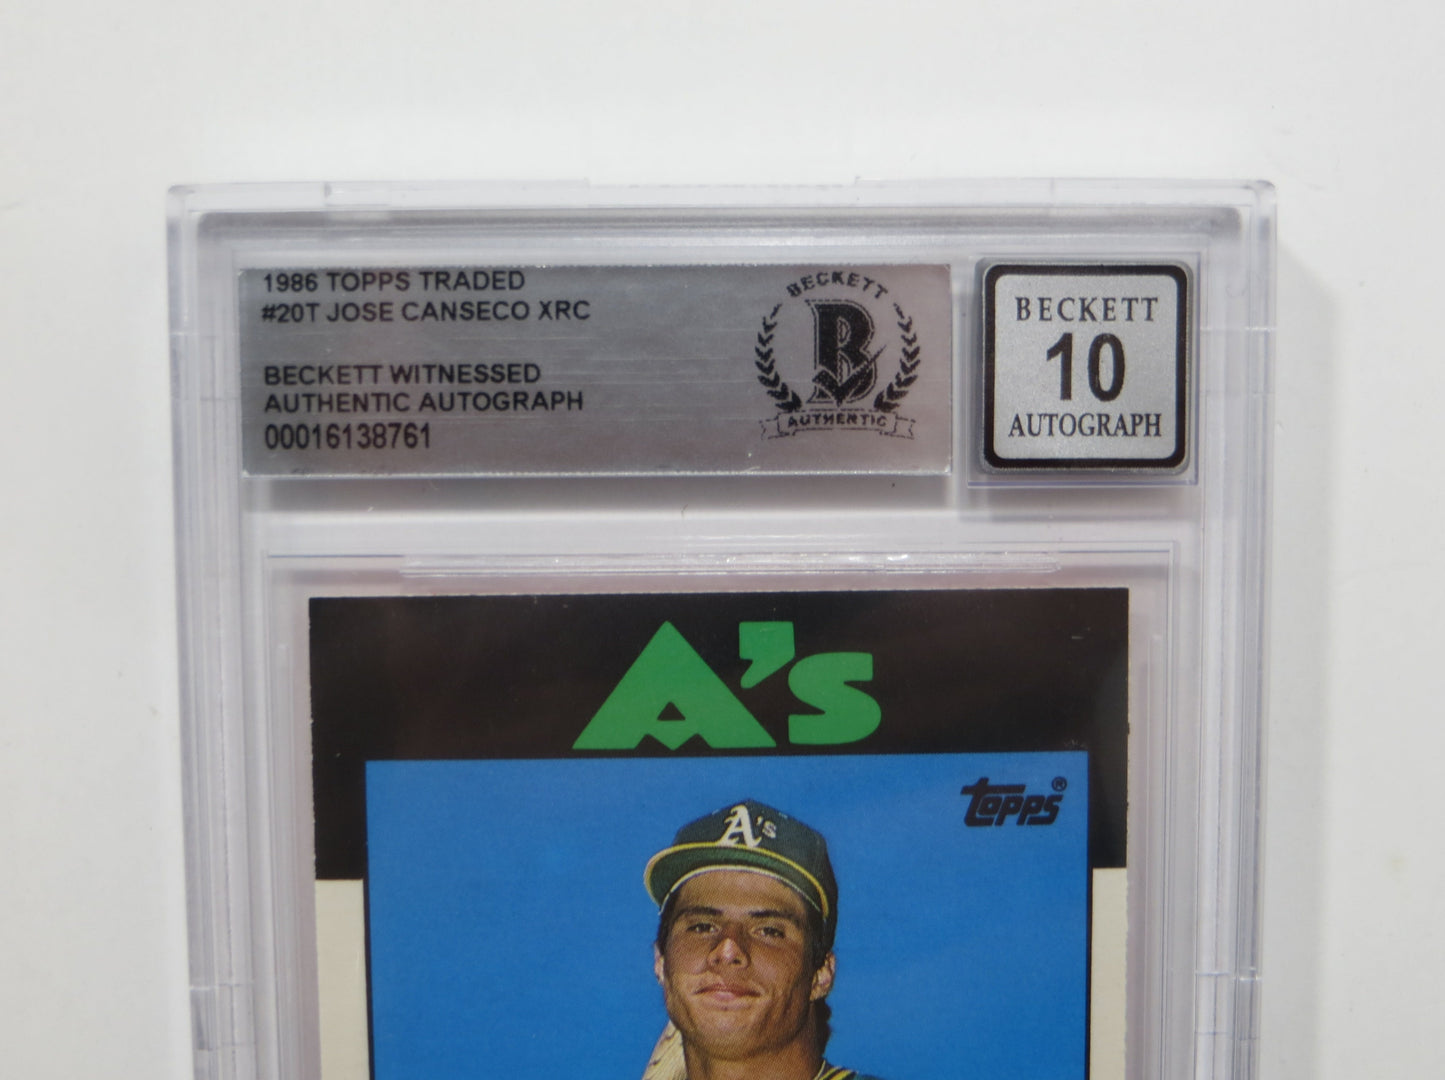 1986 TOPPS TRADED
#20T JOSE CANSECO XRC
BECKETT WITNESSED
AUTHENTIC AUTOGRAPH
00016138761
BECKETT
B
AUTHENTIC
BECKETT
10
AUTOGRAPH
A's
topps®
A's